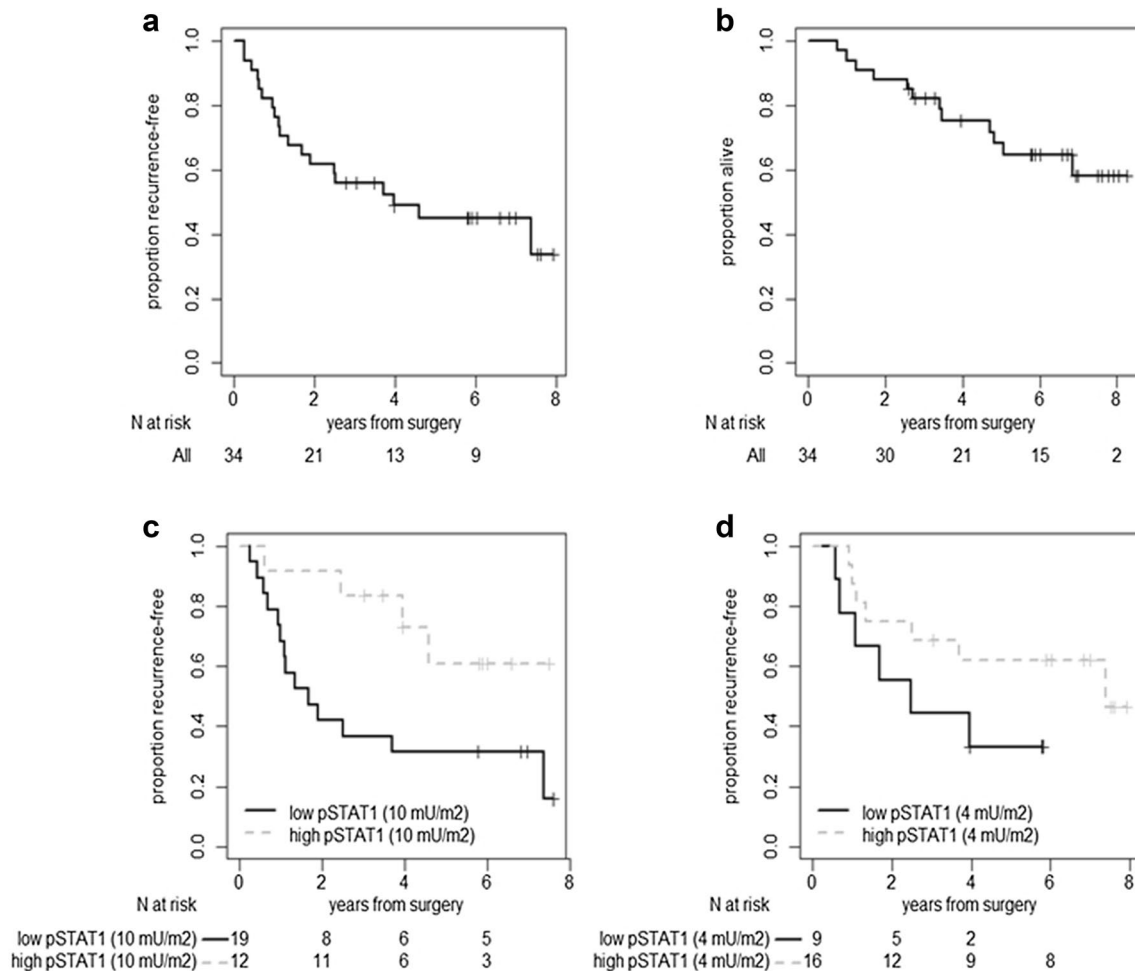 a
proportion recurrence-free
1.0
0.8
0.6
0.4
0.2
0.0
0 2 4 6 8
years from surgery
N at risk
All 34 21 13 9
b
proportion alive
1.0
0.8
0.6
0.4
0.2
0.0
0 2 4 6 8
years from surgery
N at risk
All 34 30 21 15 2
c
proportion recurrence-free
1.0
0.8
0.6
0.4
0.2
0.0
low pSTAT1 (10 mU/m2)
high pSTAT1 (10 mU/m2)
0 2 4 6 8
years from surgery
N at risk
low pSTAT1 (10 mU/m2) 19 8 6 5
high pSTAT1 (10 mU/m2) 12 11 6 3
d
proportion recurrence-free
1.0
0.8
0.6
0.4
0.2
0.0
low pSTAT1 (4 mU/m2)
high pSTAT1 (4 mU/m2)
0 2 4 6 8
years from surgery
N at risk
low pSTAT1 (4 mU/m2) 9 5 2
high pSTAT1 (4 mU/m2) 16 12 9 8